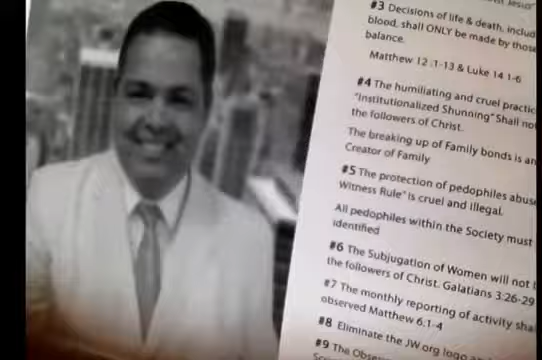 Jesus"
#3 Decisions of life & death, includ
blood, shall ONLY be made by those
balance.
Matthew 12 :1-13 & Luke 14 1-6
#4 The humiliating and cruel practic
"Institutionalized Shunning" Shall no
the followers of Christ.
The breaking up of Family bonds is an
Creator of Family
#5 The protection of pedophiles abus
Witness Rule" is cruel and illegal.
All pedophiles within the Society must
identified
#6 The Subjugation of Women will not
the followers of Christ. Galatians 3:26-29
#7 The monthly reporting of activity sha
observed Matthew 6:1-4
#8 Eliminate the JW org logo
#9 The Obse